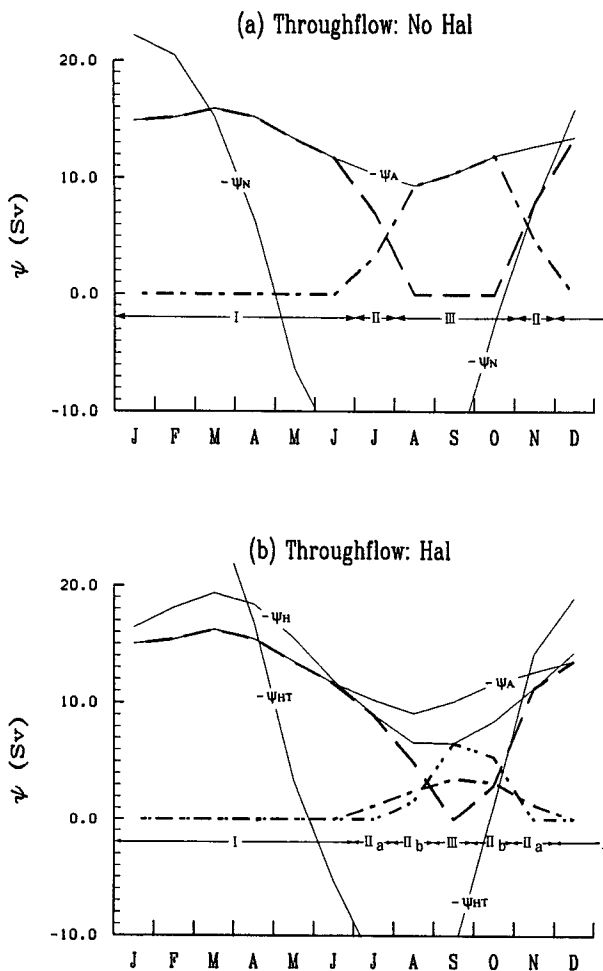 (a) Throughflow: No Hal
20.0
10.0
0.0
-10.0
ψ (Sv)
-ψN
-ψA
-ψN
I II III II
J F M A M J J A S O N D
(b) Throughflow: Hal
20.0
10.0
0.0
-10.0
ψ (Sv)
-ψH
-ψHT
-ψA
-ψHT
I IIa IIb III IIb IIa
J F M A M J J A S O N D